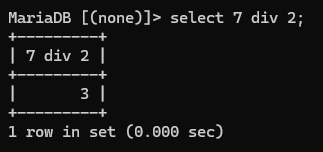 MariaDB [(none)]> select 7 div 2;
+---------+
| 7 div 2 |
+---------+
|       3 |
+---------+
1 row in set (0.000 sec)